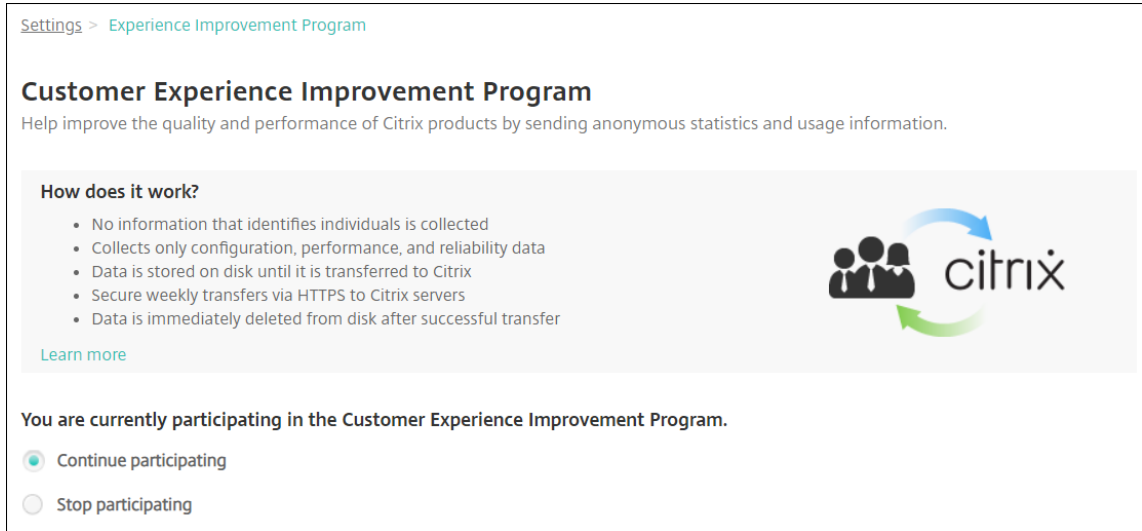 Settings > Experience Improvement Program
Customer Experience Improvement Program
Help improve the quality and performance of Citrix products by sending anonymous statistics and usage information.
How does it work?
• No information that identifies individuals is collected
• Collects only configuration, performance, and reliability data
• Data is stored on disk until it is transferred to Citrix
• Secure weekly transfers via HTTPS to Citrix servers
• Data is immediately deleted from disk after successful transfer
citrix
Learn more
You are currently participating in the Customer Experience Improvement Program.
Continue participating
Stop participating